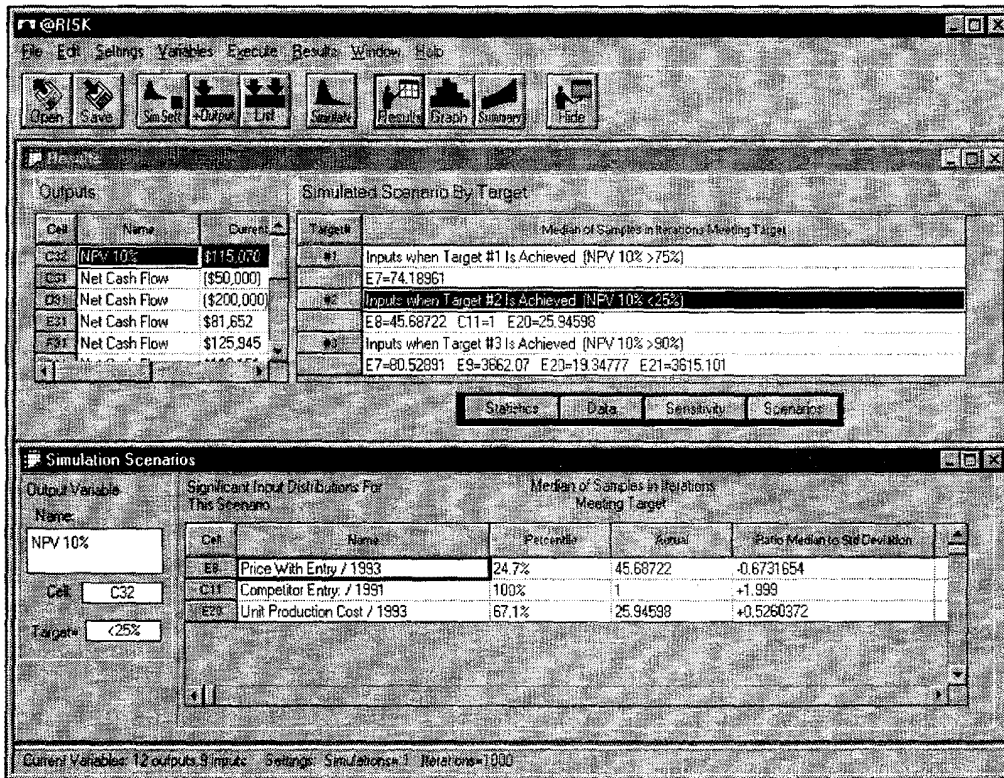 @RISK
File Edit Settings Variables Execute Results Window Help
Open Save Sim Sett +Output List Simulate Results Graph Summary Hide
Results
Outputs
Cell Name Current
C32 NPV 10% $115,070
C31 Net Cash Flow ($50,000)
D31 Net Cash Flow ($200,000)
E31 Net Cash Flow $81,652
F31 Net Cash Flow $125,945
Simulated Scenario By Target
Target# Median of Samples in Iterations Meeting Target
#1 Inputs when Target #1 Is Achieved (NPV 10% >75%)
E7=74.18961
#2 Inputs when Target #2 Is Achieved (NPV 10% <25%)
E8=45.68722 C11=1 E20=25.94598
#3 Inputs when Target #3 Is Achieved (NPV 10% >90%)
E7=80.52891 E9=3862.07 E20=19.34777 E21=3615.101
Statistics Data Sensitivity Scenarios
Simulation Scenarios
Output Variable
Name:
NPV 10%
Cell: C32
Target= <25%
Significant Input Distributions For
This Scenario
Median of Samples in Iterations
Meeting Target
Cell Name Percentile Actual Ratio Median to Std Deviation
E8 Price With Entry / 1993 24.7% 45.68722 -0.6731654
C11 Competitor Entry: / 1991 100% 1 +1.999
E20 Unit Production Cost / 1993 67.1% 25.94598 +0.5260372
Current Variables: 12 outputs,9 inputs Settings: Simulations= 1 Iterations=1000